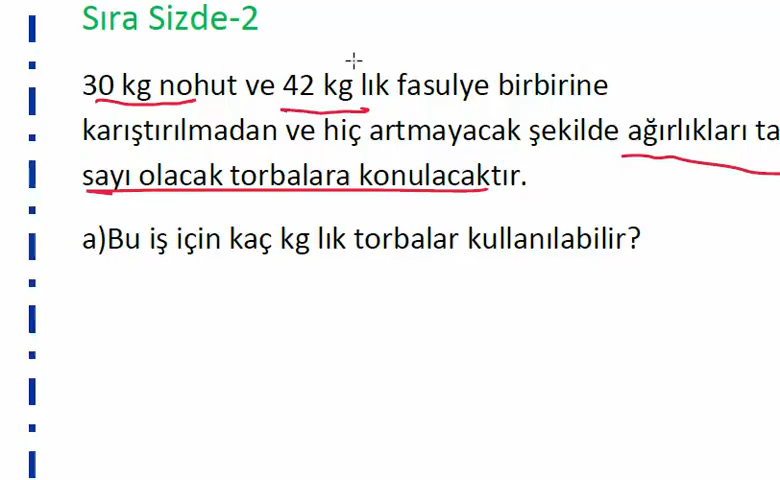 Sıra Sizde-2
30 kg nohut ve 42 kg lık fasulye birbirine
karıştırılmadan ve hiç artmayacak şekilde ağırlıkları ta
sayı olacak torbalara konulacaktır.
a)Bu iş için kaç kg lık torbalar kullanılabilir?